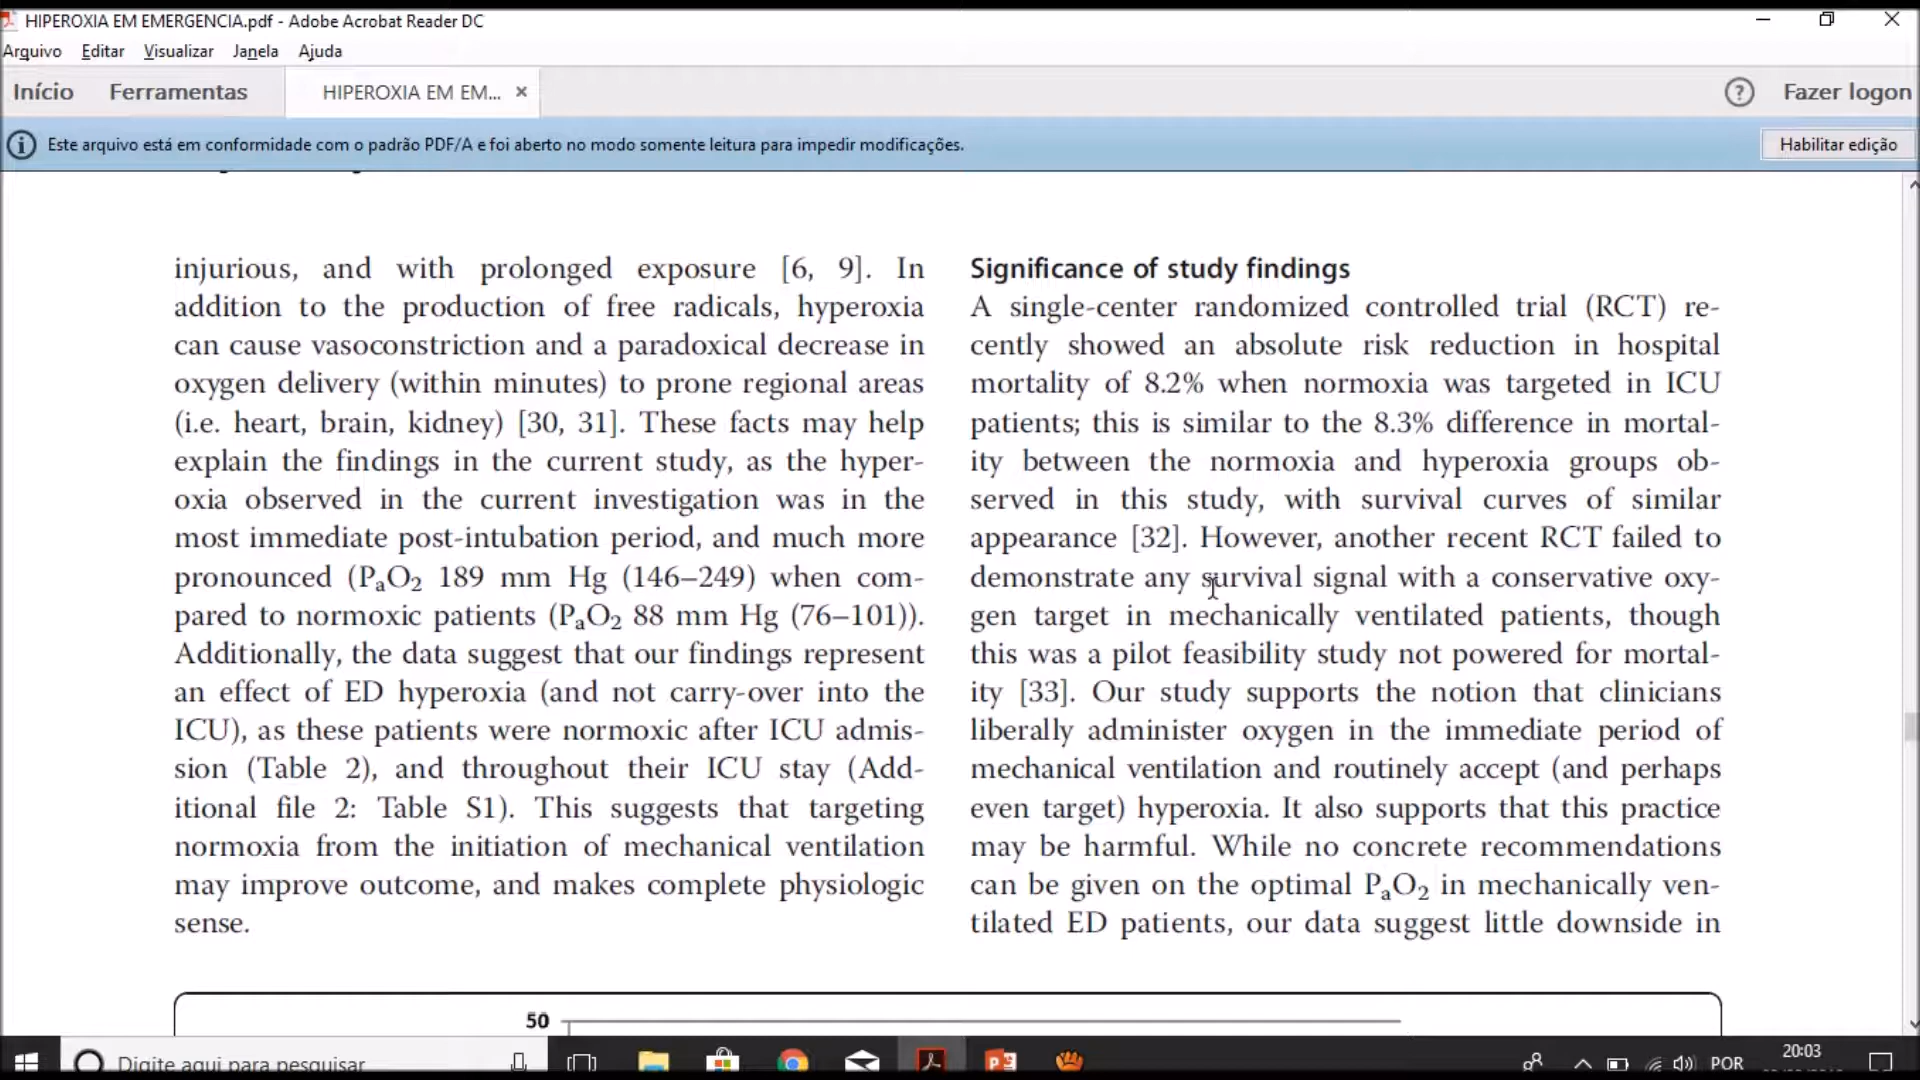 HIPEROXIA EM EMERGENCIA.pdf - Adobe Acrobat Reader DC
Arquivo Editar Visualizar Janela Ajuda
Início Ferramentas HIPEROXIA EM EM... × ? Fazer logon
Este arquivo está em conformidade com o padrão PDF/A e foi aberto no modo somente leitura para impedir modificações. Habilitar edição
injurious, and with prolonged exposure [6, 9]. In
addition to the production of free radicals, hyperoxia
can cause vasoconstriction and a paradoxical decrease in
oxygen delivery (within minutes) to prone regional areas
(i.e. heart, brain, kidney) [30, 31]. These facts may help
explain the findings in the current study, as the hyper-
oxia observed in the current investigation was in the
most immediate post-intubation period, and much more
pronounced (PaO2 189 mm Hg (146–249) when com-
pared to normoxic patients (PaO2 88 mm Hg (76–101)).
Additionally, the data suggest that our findings represent
an effect of ED hyperoxia (and not carry-over into the
ICU), as these patients were normoxic after ICU admis-
sion (Table 2), and throughout their ICU stay (Add-
itional file 2: Table S1). This suggests that targeting
normoxia from the initiation of mechanical ventilation
may improve outcome, and makes complete physiologic
sense.
Significance of study findings
A single-center randomized controlled trial (RCT) re-
cently showed an absolute risk reduction in hospital
mortality of 8.2% when normoxia was targeted in ICU
patients; this is similar to the 8.3% difference in mortal-
ity between the normoxia and hyperoxia groups ob-
served in this study, with survival curves of similar
appearance [32]. However, another recent RCT failed to
demonstrate any survival signal with a conservative oxy-
gen target in mechanically ventilated patients, though
this was a pilot feasibility study not powered for mortal-
ity [33]. Our study supports the notion that clinicians
liberally administer oxygen in the immediate period of
mechanical ventilation and routinely accept (and perhaps
even target) hyperoxia. It also supports that this practice
may be harmful. While no concrete recommendations
can be given on the optimal PaO2 in mechanically ven-
tilated ED patients, our data suggest little downside in
50
Digite aqui para pesquisar POR 20:03